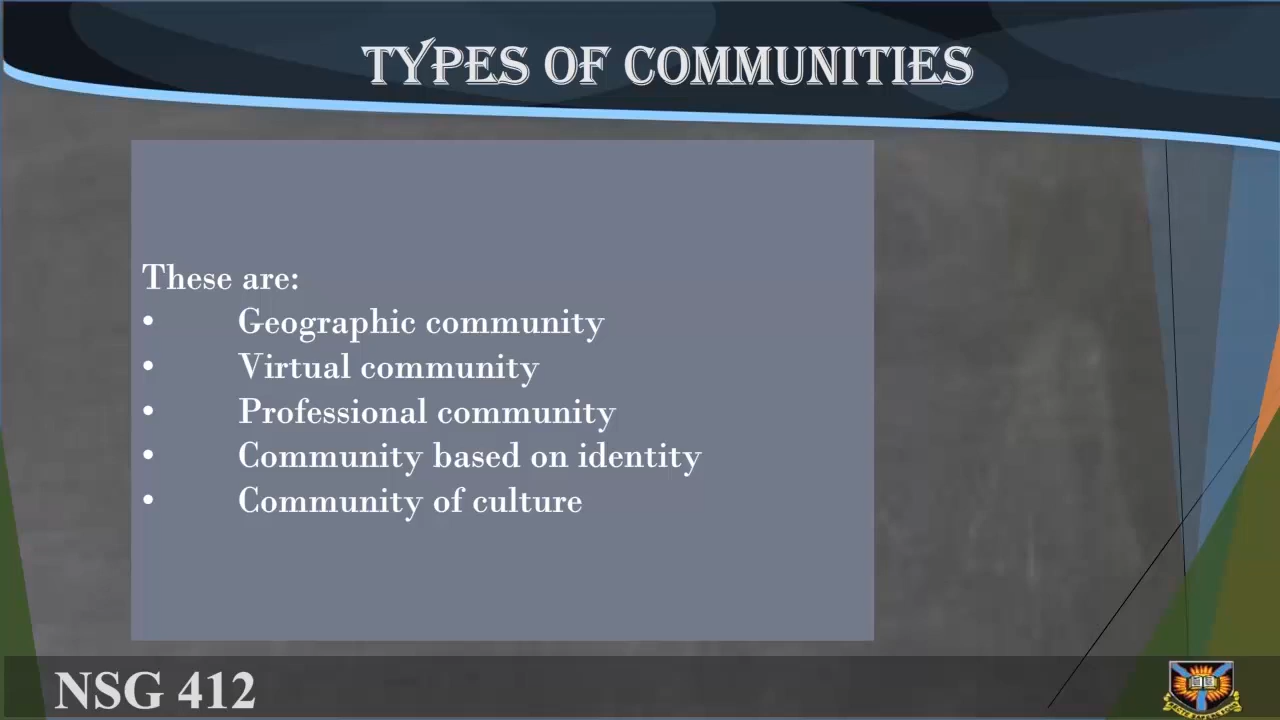 TYPES OF COMMUNITIES
These are:
• Geographic community
• Virtual community
• Professional community
• Community based on identity
• Community of culture
NSG 412